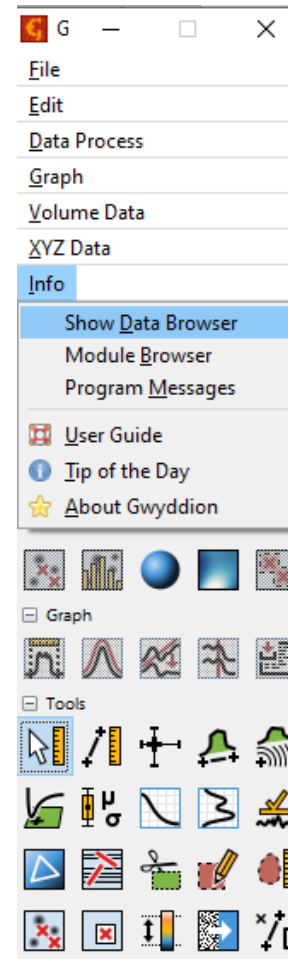 G
File
Edit
Data Process
Graph
Volume Data
XYZ Data
Info
Show Data Browser
Module Browser
Program Messages
User Guide
Tip of the Day
About Gwyddion
Graph
Tools
μ
σ